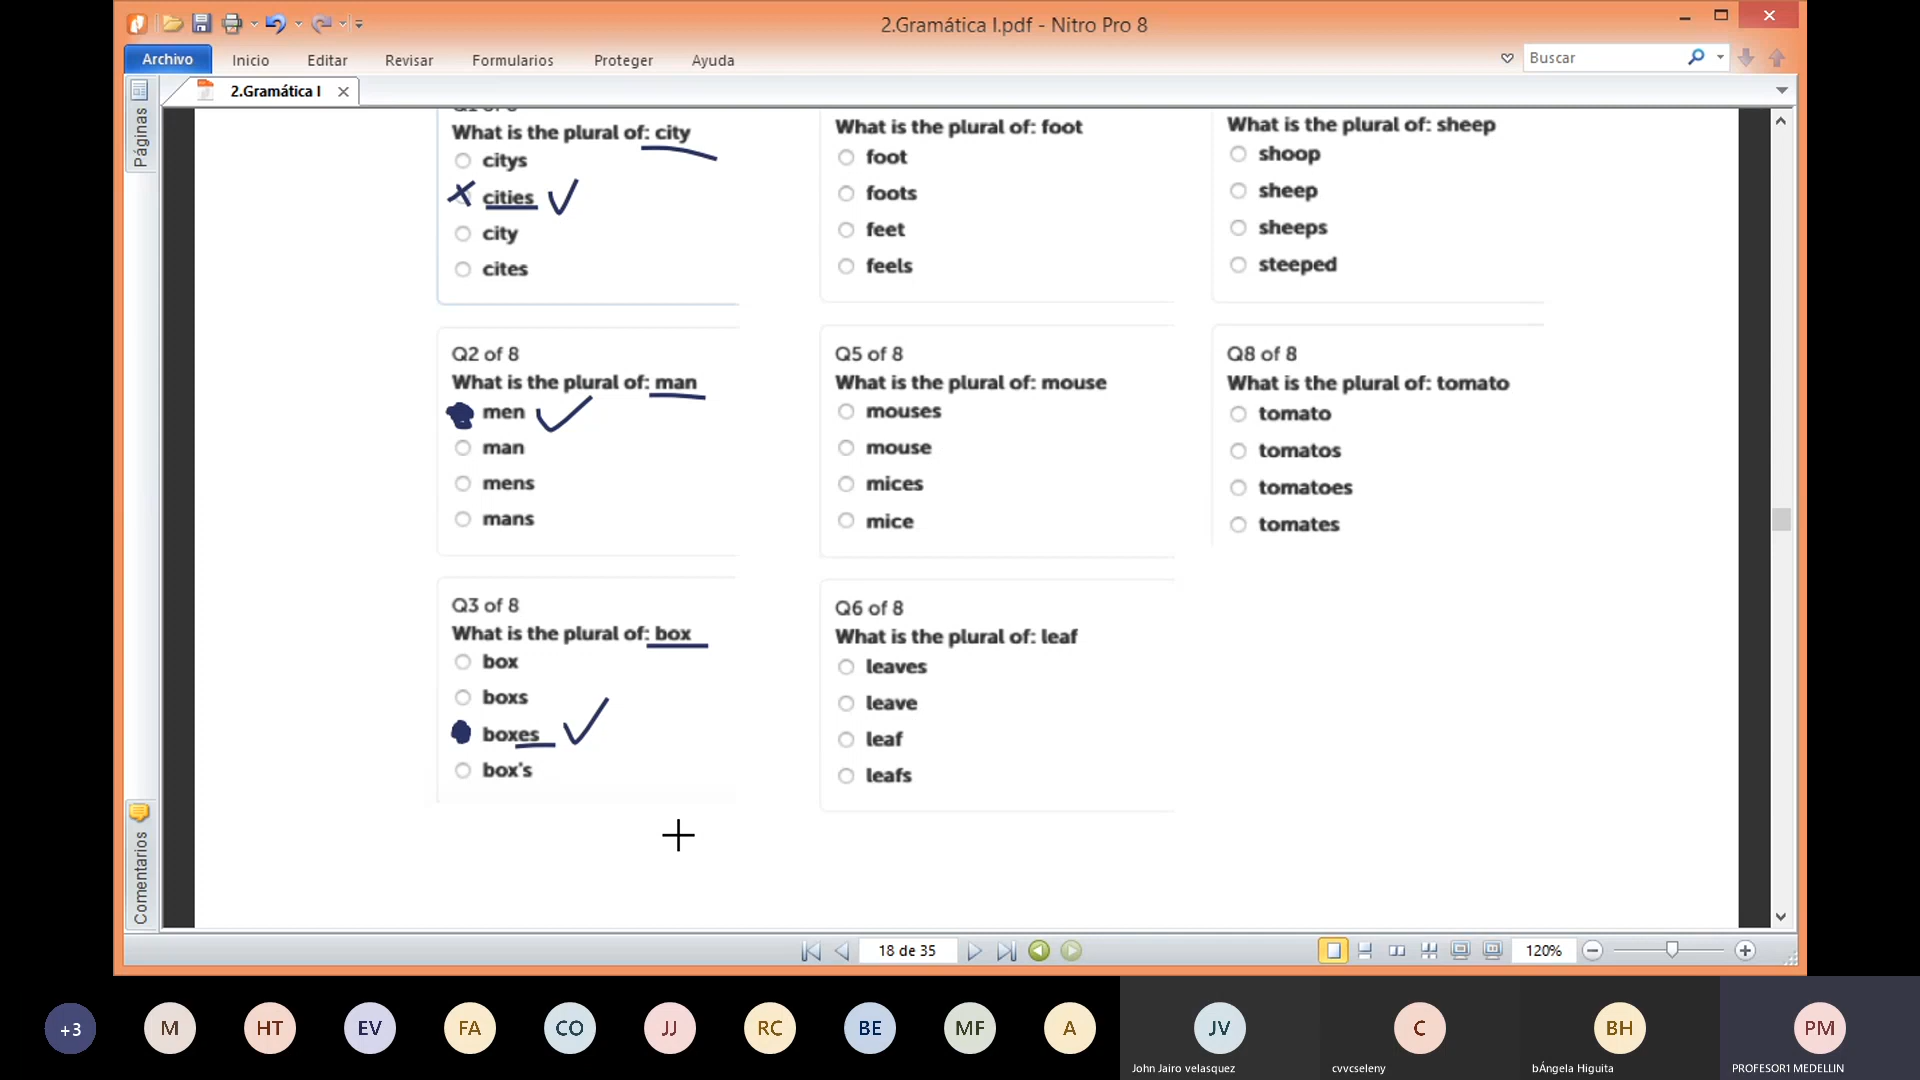 2.Gramática I.pdf - Nitro Pro 8
Archivo
Inicio
Editar
Revisar
Formularios
Proteger
Ayuda
Buscar
2.Gramática I
Páginas
Comentarios
What is the plural of: city
citys
cities
city
cites
Q2 of 8
What is the plural of: man
men
man
mens
mans
Q3 of 8
What is the plural of: box
box
boxs
boxes
box's
What is the plural of: foot
foot
foots
feet
feels
Q5 of 8
What is the plural of: mouse
mouses
mouse
mices
mice
Q6 of 8
What is the plural of: leaf
leaves
leave
leaf
leafs
What is the plural of: sheep
shoop
sheep
sheeps
steeped
Q8 of 8
What is the plural of: tomato
tomato
tomatos
tomatoes
tomates
18 de 35
120%
+3
M
HT
EV
FA
CO
JJ
RC
BE
MF
A
JV
John Jairo velasquez
C
cvvcseleny
BH
bÁngela Higuita
PM
PROFESOR1 MEDELLIN